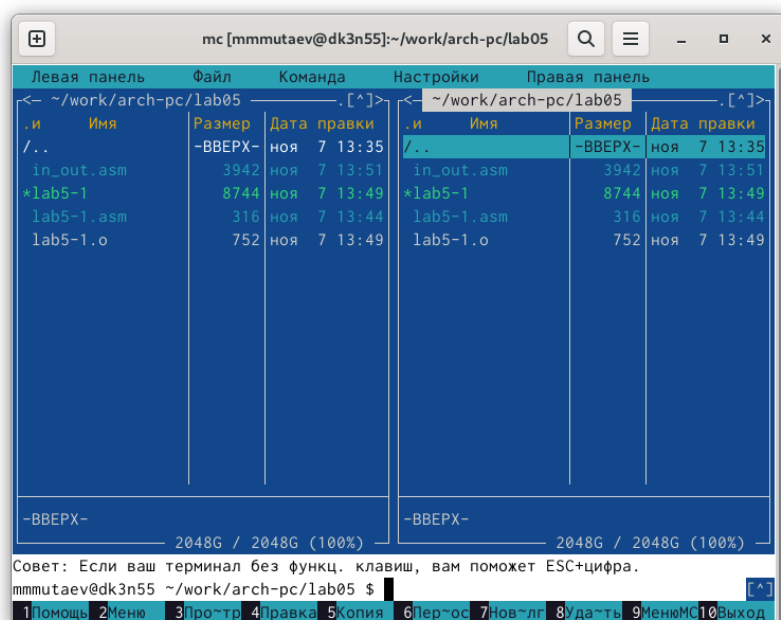 mc [mmmutaev@dk3n55]:~/work/arch-pc/lab05
Левая панель Файл Команда Настройки Правая панель
<— ~/work/arch-pc/lab05 .[^]> <— ~/work/arch-pc/lab05 .[^]>
.и Имя Размер Дата правки .и Имя Размер Дата правки
/.. -ВВЕРХ- ноя 7 13:35 /.. -ВВЕРХ- ноя 7 13:35
in_out.asm 3942 ноя 7 13:51 in_out.asm 3942 ноя 7 13:51
*lab5-1 8744 ноя 7 13:49 *lab5-1 8744 ноя 7 13:49
lab5-1.asm 316 ноя 7 13:44 lab5-1.asm 316 ноя 7 13:44
lab5-1.o 752 ноя 7 13:49 lab5-1.o 752 ноя 7 13:49
-ВВЕРХ- -ВВЕРХ-
2048G / 2048G (100%) 2048G / 2048G (100%)
Совет: Если ваш терминал без функц. клавиш, вам поможет ESC+цифра.
mmmutaev@dk3n55 ~/work/arch-pc/lab05 $ [^]
1Помощь 2Меню 3Про~тр 4Правка 5Копия 6Пер~ос 7Нов~лг 8Уда~ть 9МенюМС 10Выход